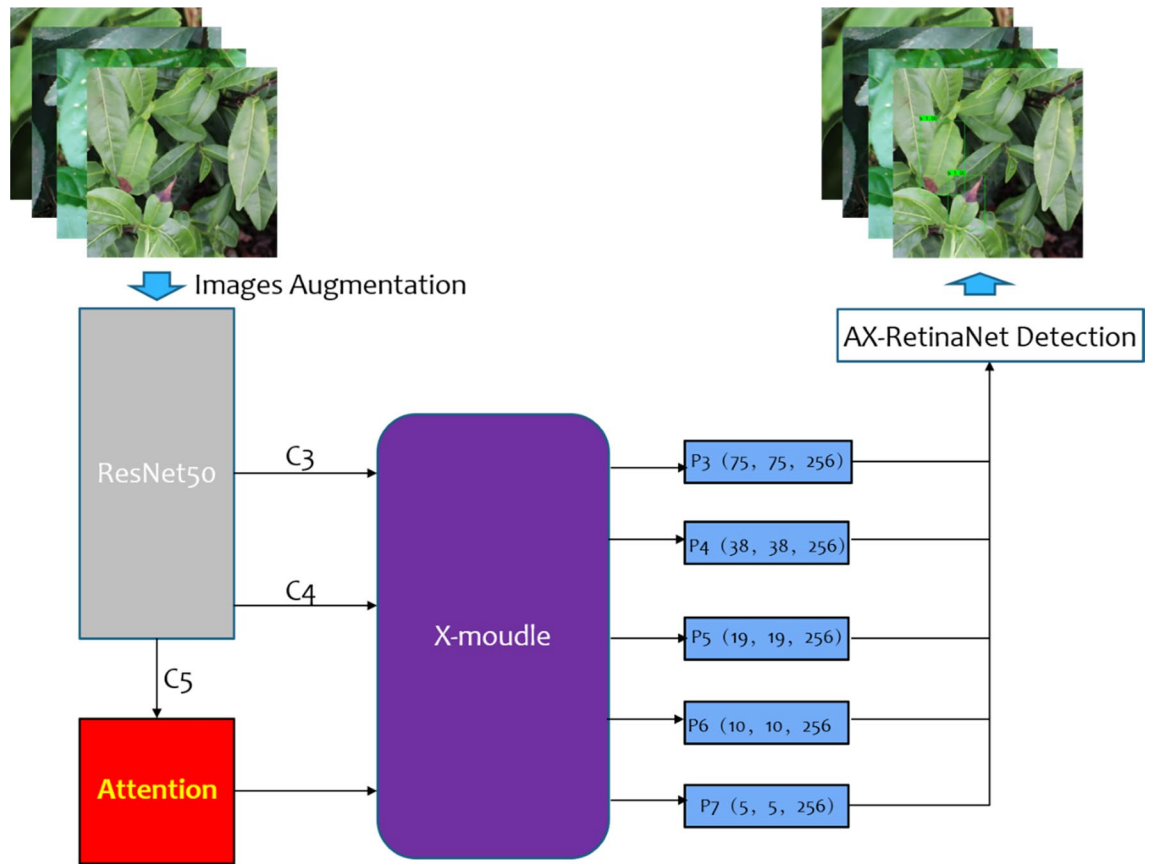 Images Augmentation
AX-RetinaNet Detection
ResNet50
C3
C4
C5
Attention
X-moudle
P3（75，75，256）
P4（38，38，256）
P5（19，19，256）
P6（10，10，256
P7（5，5，256）